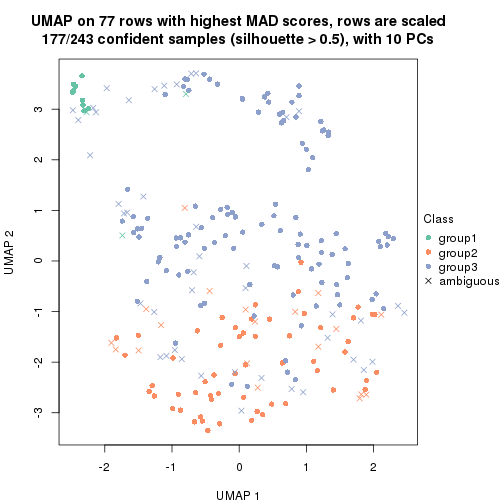 UMAP on 77 rows with highest MAD scores, rows are scaled
177/243 confident samples (silhouette > 0.5), with 10 PCs
3
2
1
0
-1
-2
-3
UMAP 2
-2
-1
0
1
2
UMAP 1
Class
group1
group2
group3
ambiguous